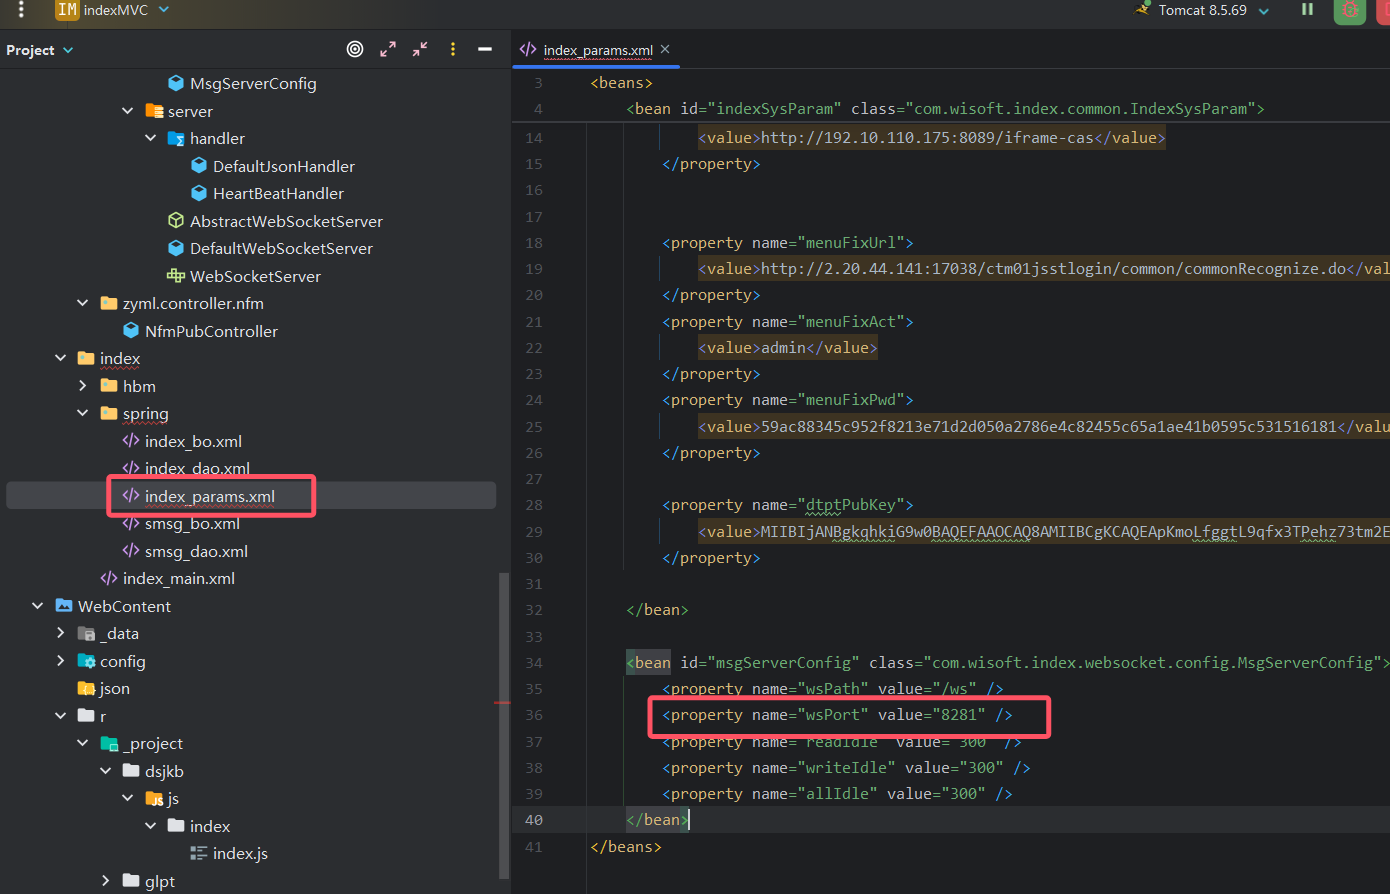 IM indexMVC
Tomcat 8.5.69
Project
MsgServerConfig
server
handler
DefaultJsonHandler
HeartBeatHandler
AbstractWebSocketServer
DefaultWebSocketServer
WebSocketServer
zyml.controller.nfm
NfmPubController
index
hbm
spring
index_bo.xml
index_dao.xml
index_params.xml
smsg_bo.xml
smsg_dao.xml
index_main.xml
WebContent
_data
config
json
r
_project
dsjkb
js
index
index.js
glpt
index_params.xml
3 <beans>
4 <bean id="indexSysParam" class="com.wisoft.index.common.IndexSysParam">
14 <value>http://192.10.110.175:8089/iframe-cas</value>
15 </property>
16
17
18 <property name="menuFixUrl">
19 <value>http://2.20.44.141:17038/ctm01jsstlogin/common/commonRecognize.do</val
20 </property>
21 <property name="menuFixAct">
22 <value>admin</value>
23 </property>
24 <property name="menuFixPwd">
25 <value>59ac88345c952f8213e71d2d050a2786e4c82455c65a1ae41b0595c531516181</valu
26 </property>
27
28 <property name="dtptPubKey">
29 <value>MIIBIjANBgkqhkiG9w0BAQEFAAOCAQ8AMIIBCgKCAQEApKmoLfggtL9qfx3TPehz73tm2E
30 </property>
31
32 </bean>
33
34 <bean id="msgServerConfig" class="com.wisoft.index.websocket.config.MsgServerConfig">
35 <property name="wsPath" value="/ws" />
36 <property name="wsPort" value="8281" />
37 <property name="readIdle" value="300" />
38 <property name="writeIdle" value="300" />
39 <property name="allIdle" value="300" />
40 </bean>
41 </beans>